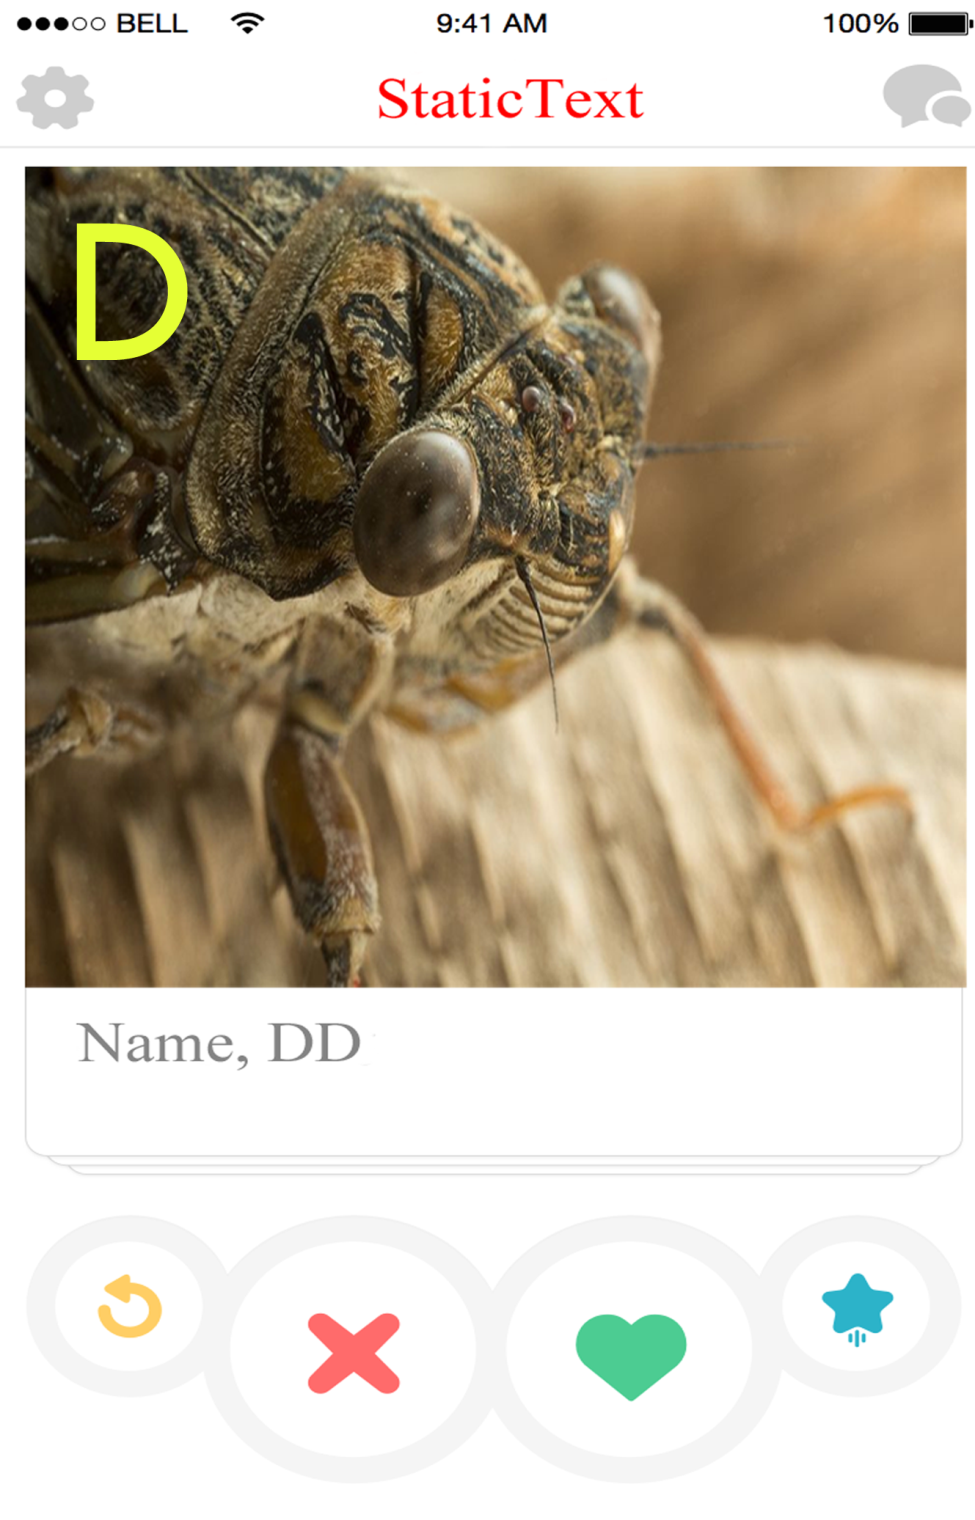 BELL 9:41 AM 100%
StaticText
D
Name, DD